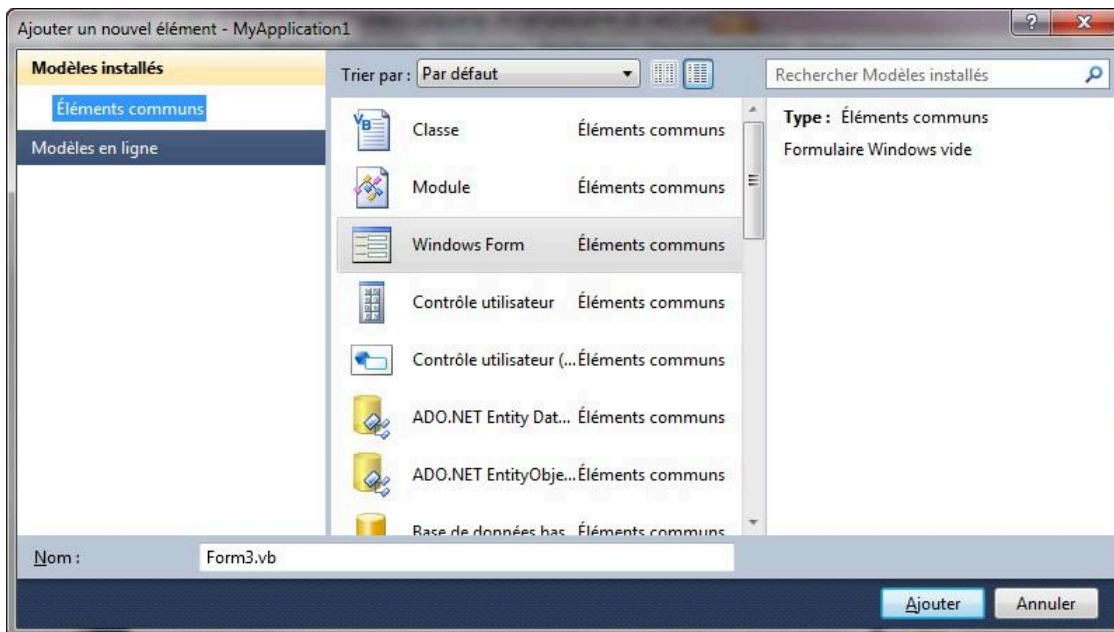 Ajouter un nouvel élément - MyApplication1
Modèles installés
Éléments communs
Modèles en ligne
Trier par : Par défaut
Rechercher Modèles installés
Classe Éléments communs
Module Éléments communs
Windows Form Éléments communs
Contrôle utilisateur Éléments communs
Contrôle utilisateur (... Éléments communs
ADO.NET Entity Dat... Éléments communs
ADO.NET EntityObje... Éléments communs
Base de données bas... Éléments communs
Type : Éléments communs
Formulaire Windows vide
Nom : Form3.vb
Ajouter Annuler